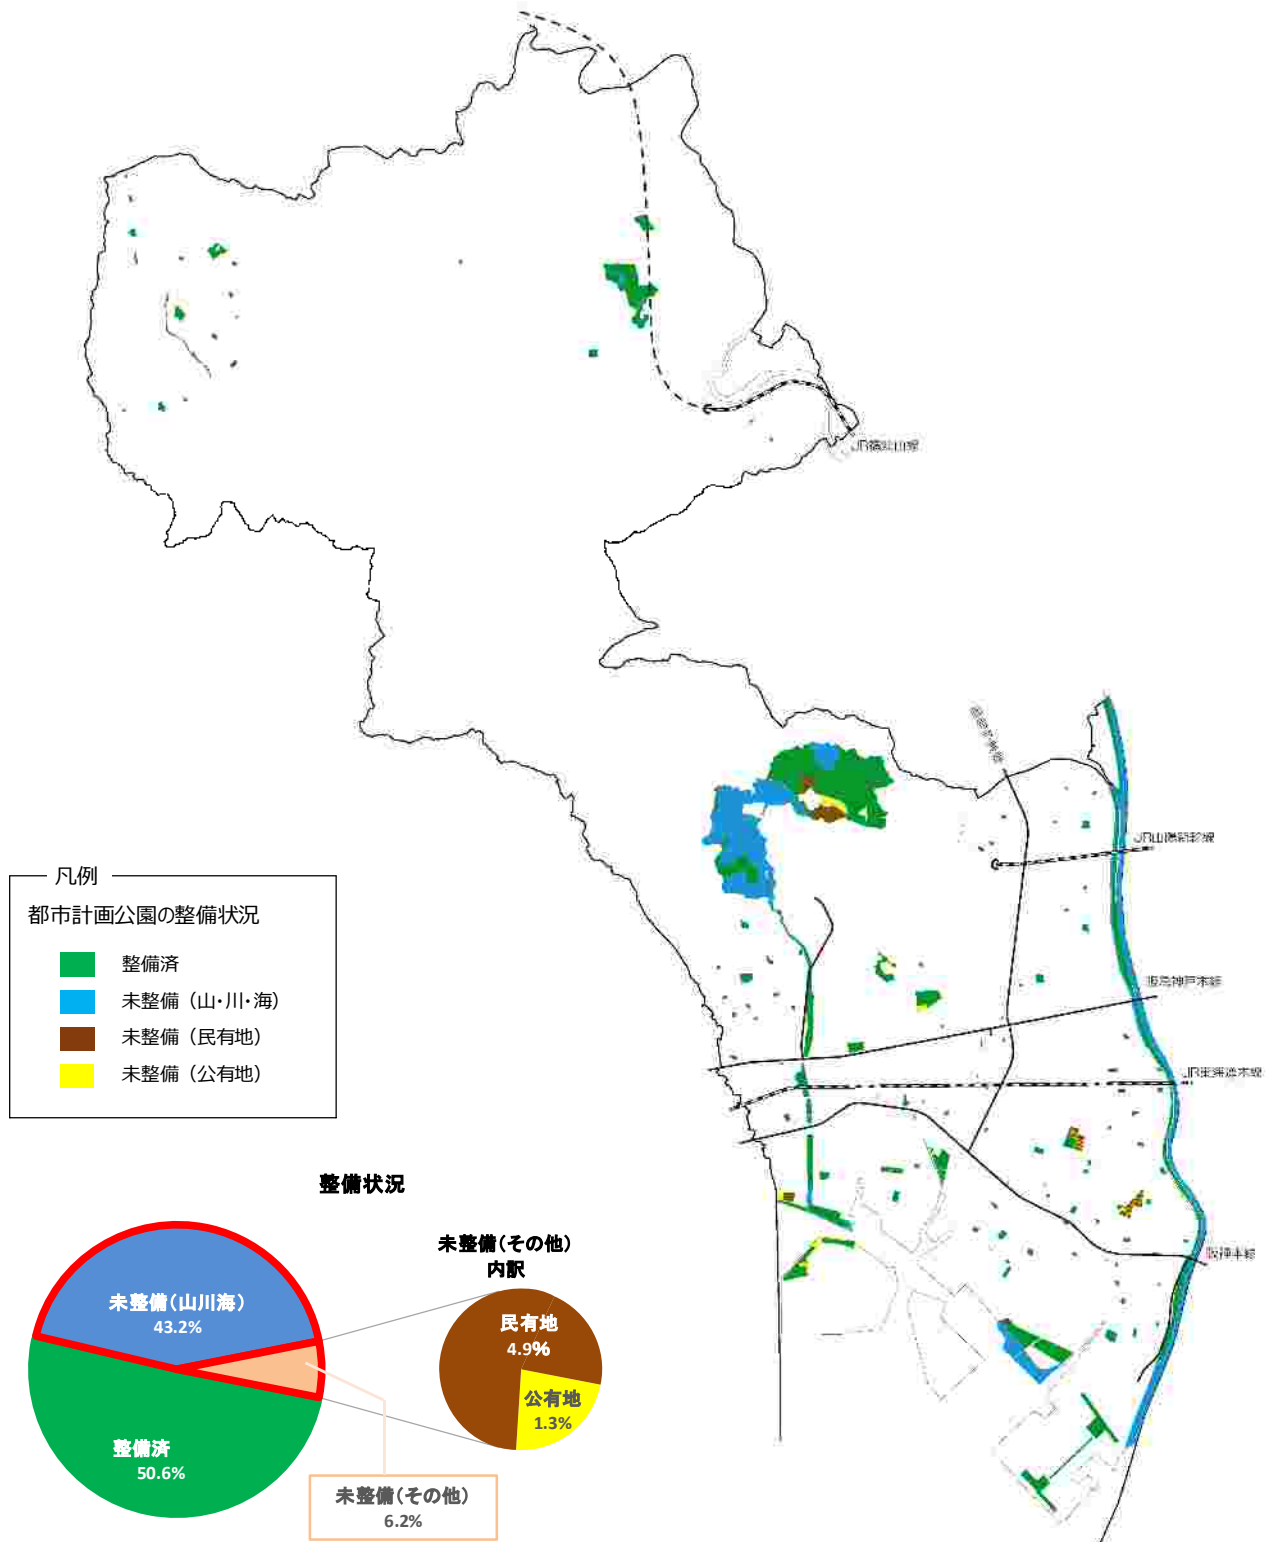 JR福知山線
JR山陽新幹線
阪急神戸本線
JR東海道本線
阪神本線
凡例
都市計画公園の整備状況
整備済
未整備（山・川・海）
未整備（民有地）
未整備（公有地）
整備状況
未整備（山川海）
43.2%
整備済
50.6%
未整備（その他）
6.2%
未整備（その他）
内訳
民有地
4.9%
公有地
1.3%